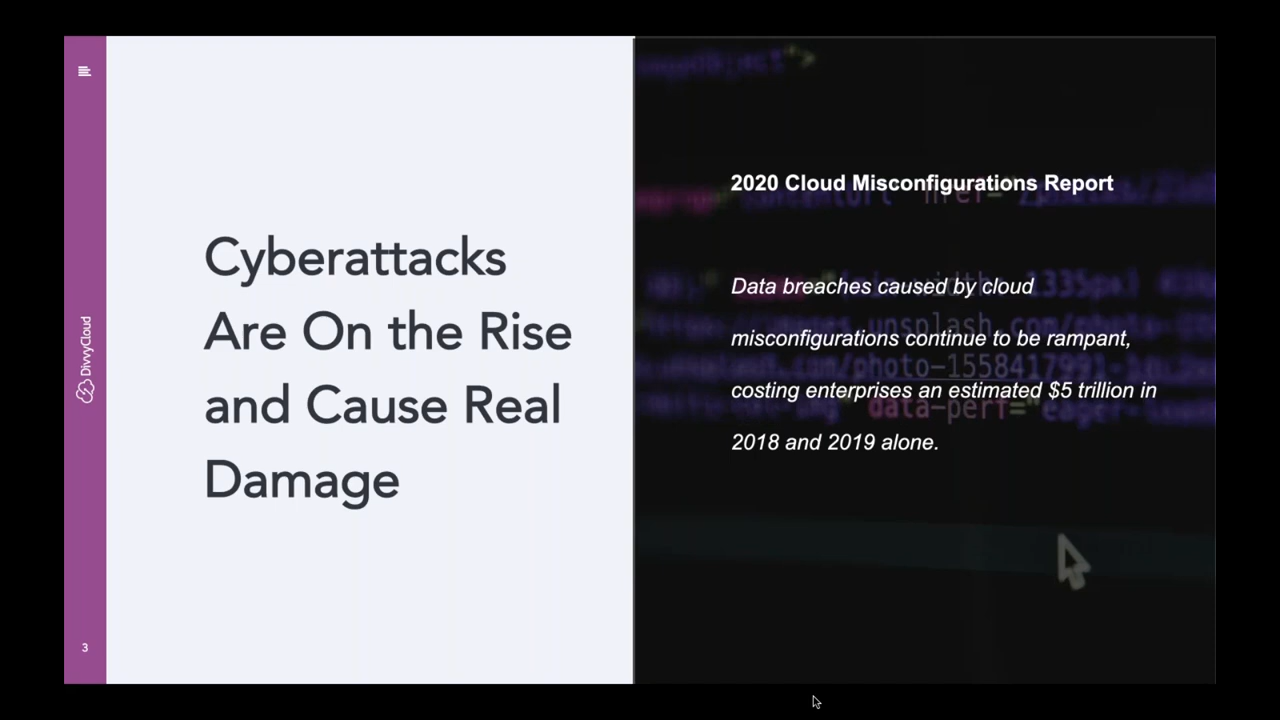 DivvyCloud
3
Cyberattacks
Are On the Rise
and Cause Real
Damage
2020 Cloud Misconfigurations Report
Data breaches caused by cloud
misconfigurations continue to be rampant,
costing enterprises an estimated $5 trillion in
2018 and 2019 alone.